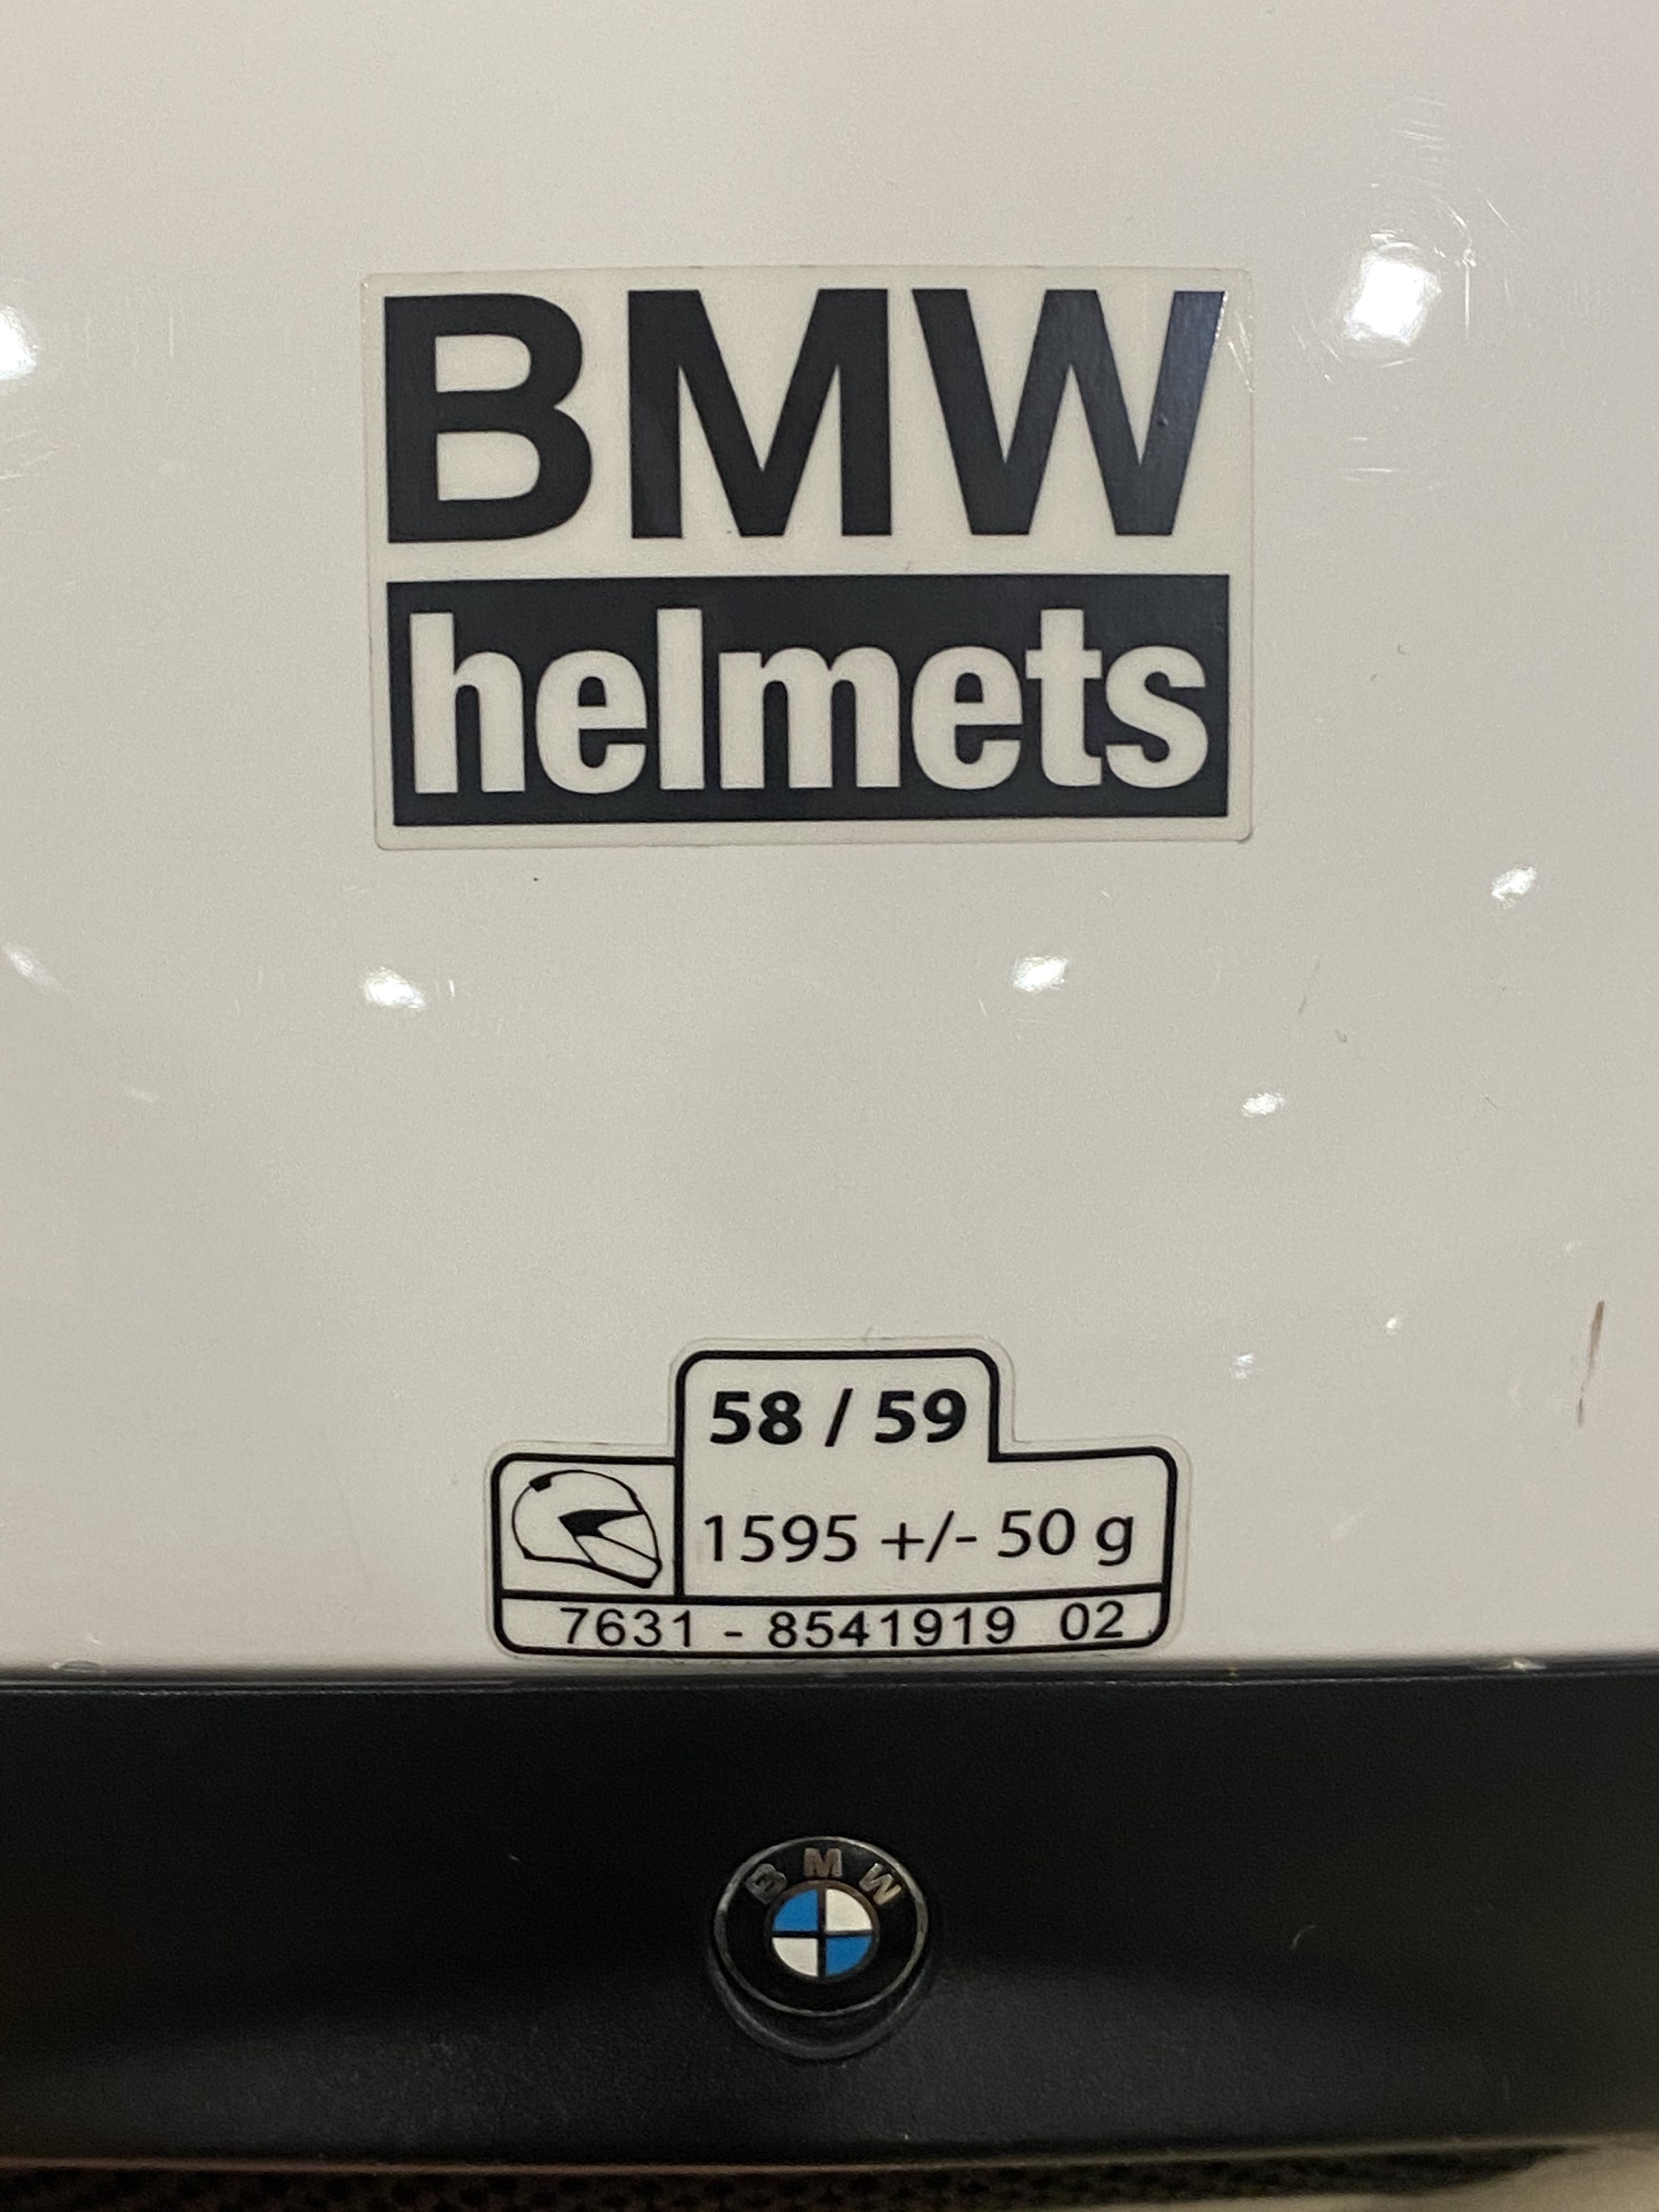 BMW
helmets
58 / 59
1595 +/- 50 g
7631 - 8541919 02
BMW